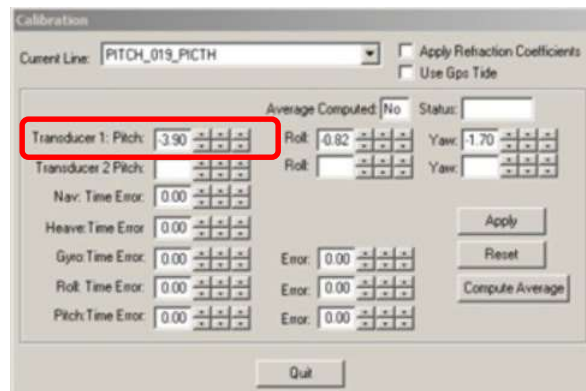 Calibration
Current Line: PITCH_019_PICTH Apply Refraction Coefficients
Use Gps Tide
Average Computed: No Status:
Transducer 1: Pitch: -3.90 Roll: -0.82 Yaw: -1.70
Transducer 2 Pitch: Roll: Yaw:
Nav: Time Error: 0.00
Heave:Time Error 0.00 Apply
Gyro:Time Error: 0.00 Error: 0.00 Reset
Roll: Time Error: 0.00 Error: 0.00 Compute Average
Pitch:Time Error: 0.00 Error: 0.00
Quit